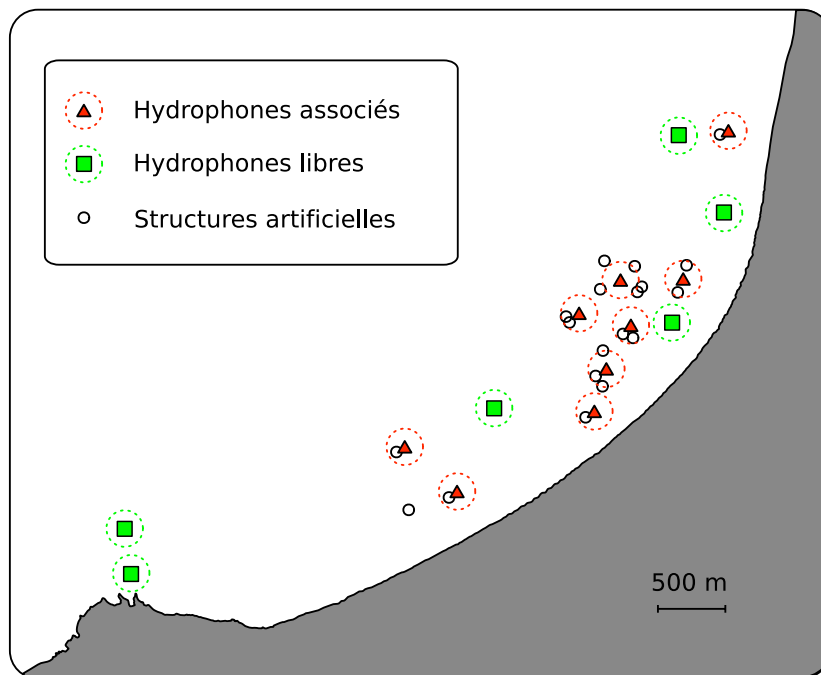 Hydrophones associés
Hydrophones libres
Structures artificielles
500 m